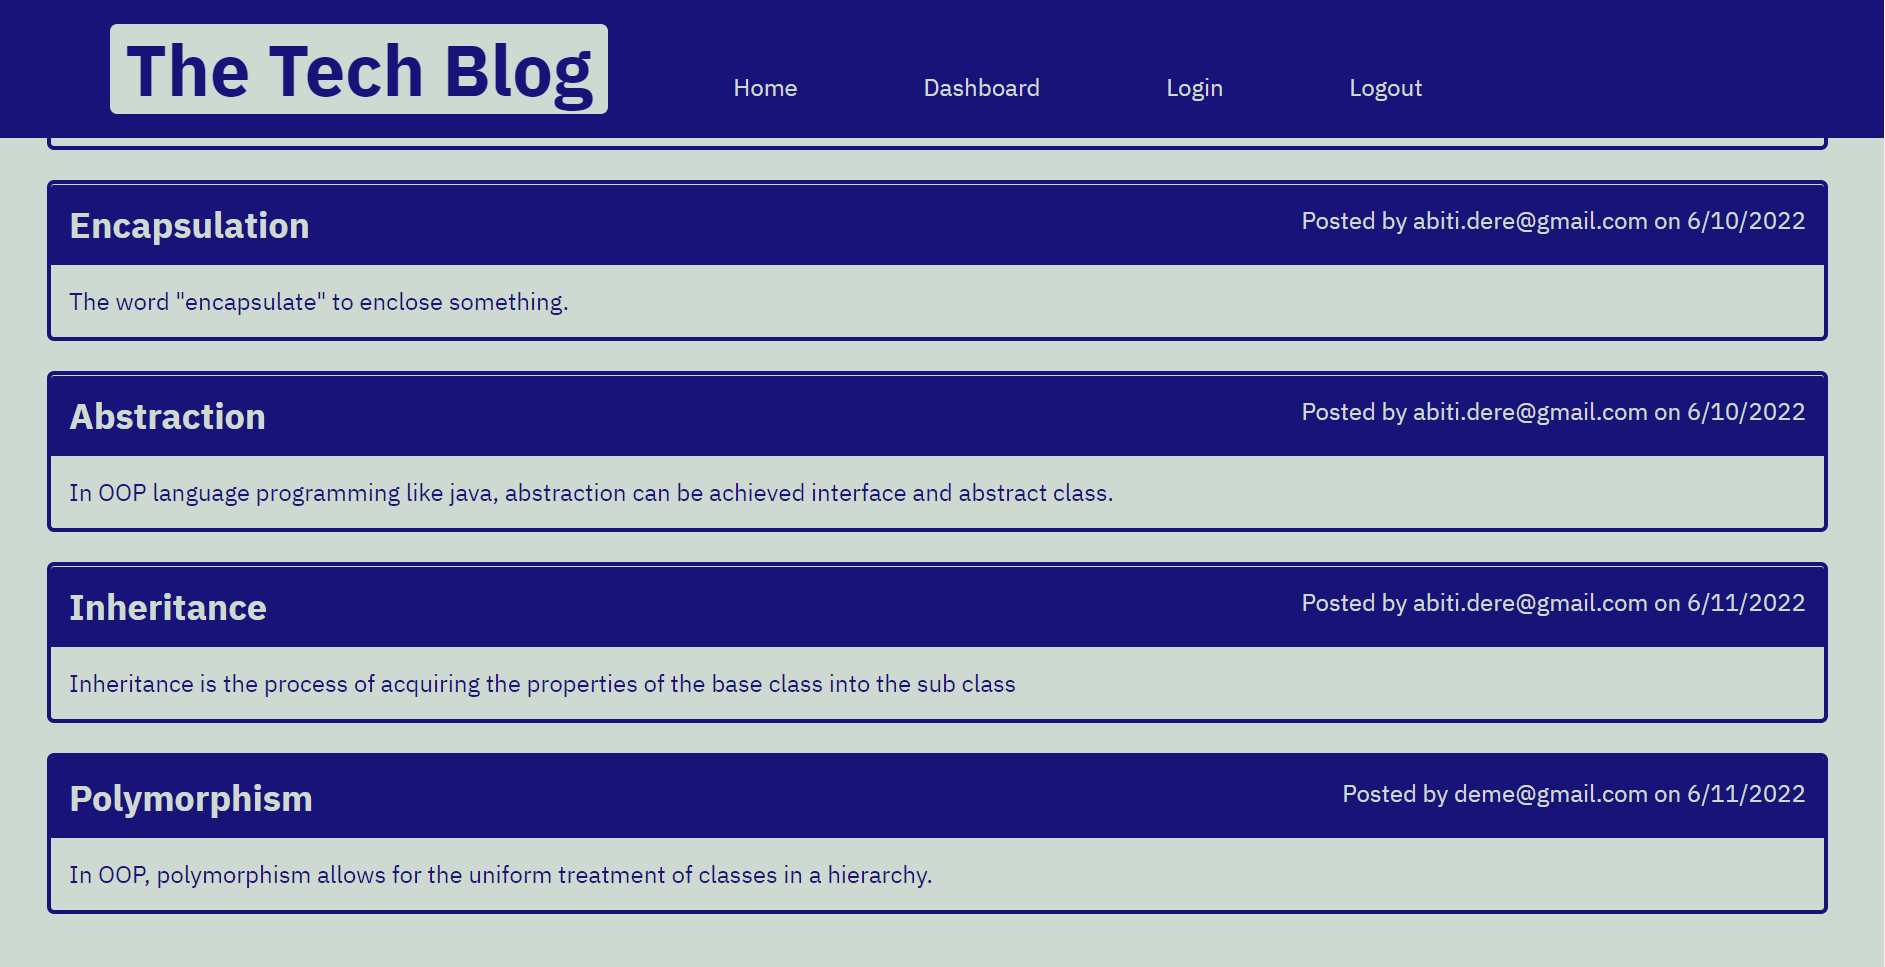 The Tech Blog
Home Dashboard Login Logout
Encapsulation Posted by abiti.dere@gmail.com on 6/10/2022
The word "encapsulate" to enclose something.
Abstraction Posted by abiti.dere@gmail.com on 6/10/2022
In OOP language programming like java, abstraction can be achieved interface and abstract class.
Inheritance Posted by abiti.dere@gmail.com on 6/11/2022
Inheritance is the process of acquiring the properties of the base class into the sub class
Polymorphism Posted by deme@gmail.com on 6/11/2022
In OOP, polymorphism allows for the uniform treatment of classes in a hierarchy.